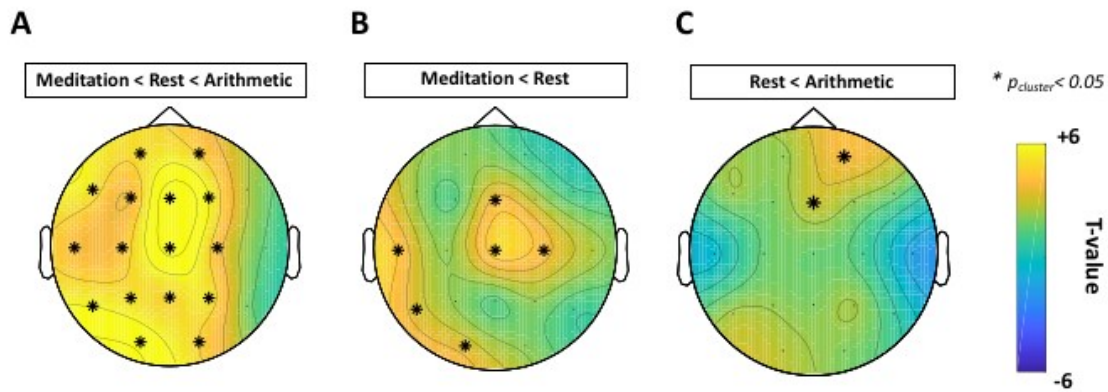 A
B
C
Meditation < Rest < Arithmetic
Meditation < Rest
Rest < Arithmetic
* pcluster< 0.05
+6
T-value
-6